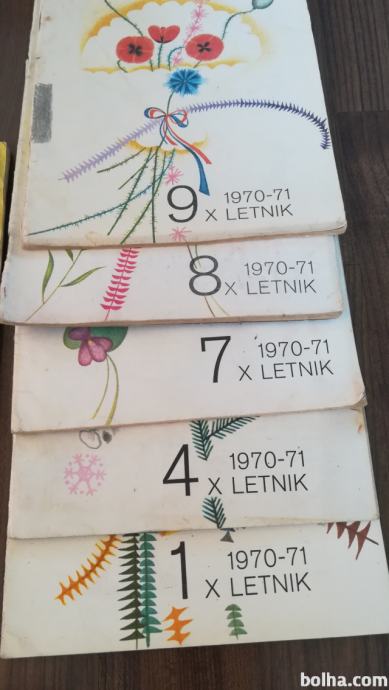 9 1970-71
X LETNIK
8 1970-71
X LETNIK
7 1970-71
X LETNIK
4 1970-71
X LETNIK
1 1970-71
X LETNIK
bolha.com